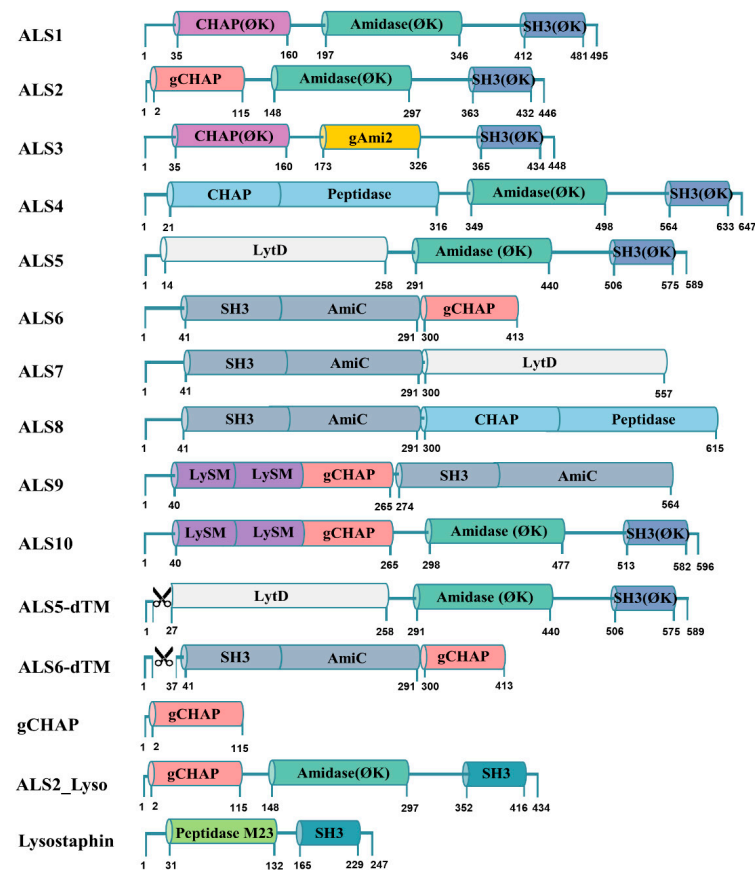 ALS1
CHAP(ØK) Amidase(ØK) SH3(ØK)
1 35 160 197 346 412 481 495
ALS2
gCHAP Amidase(ØK) SH3(ØK)
1 2 115 148 297 363 432 446
ALS3
CHAP(ØK) gAmi2 SH3(ØK)
1 35 160 173 326 365 434 448
ALS4
CHAP Peptidase Amidase(ØK) SH3(ØK)
1 21 316 349 498 564 633 647
ALS5
LytD Amidase (ØK) SH3(ØK)
1 14 258 291 440 506 575 589
ALS6
SH3 AmiC gCHAP
1 41 291 300 413
ALS7
SH3 AmiC LytD
1 41 291 300 557
ALS8
SH3 AmiC CHAP Peptidase
1 41 291 300 615
ALS9
LySM LySM gCHAP SH3 AmiC
1 40 265 274 564
ALS10
LySM LySM gCHAP Amidase (ØK) SH3(ØK)
1 40 265 298 477 513 582 596
ALS5-dTM
LytD Amidase (ØK) SH3(ØK)
1 27 258 291 440 506 575 589
ALS6-dTM
SH3 AmiC gCHAP
1 37 41 291 300 413
gCHAP
gCHAP
1 2 115
ALS2_Lyso
gCHAP Amidase(ØK) SH3
1 2 115 148 297 352 416 434
Lysostaphin
Peptidase M23 SH3
1 31 132 165 229 247